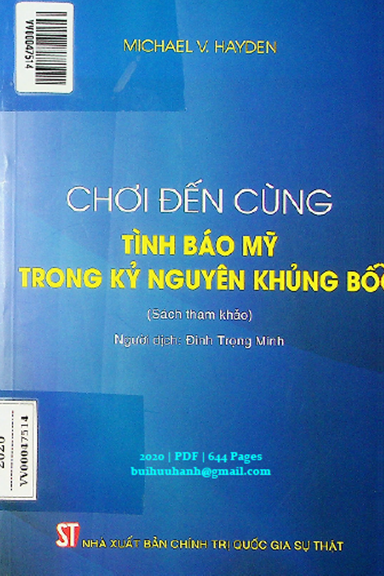 VV00047514
MICHAEL V. HAYDEN
CHƠI ĐẾN CÙNG
TÌNH BÁO MỸ
TRONG KỶ NGUYÊN KHỦNG BỐ
(Sách tham khảo)
Người dịch: Đinh Trọng Minh
2020
VV00047514
2020 | PDF | 644 Pages
buihuuhanh@gmail.com
ST NHÀ XUẤT BẢN CHÍNH TRỊ QUỐC GIA SỰ THẬT